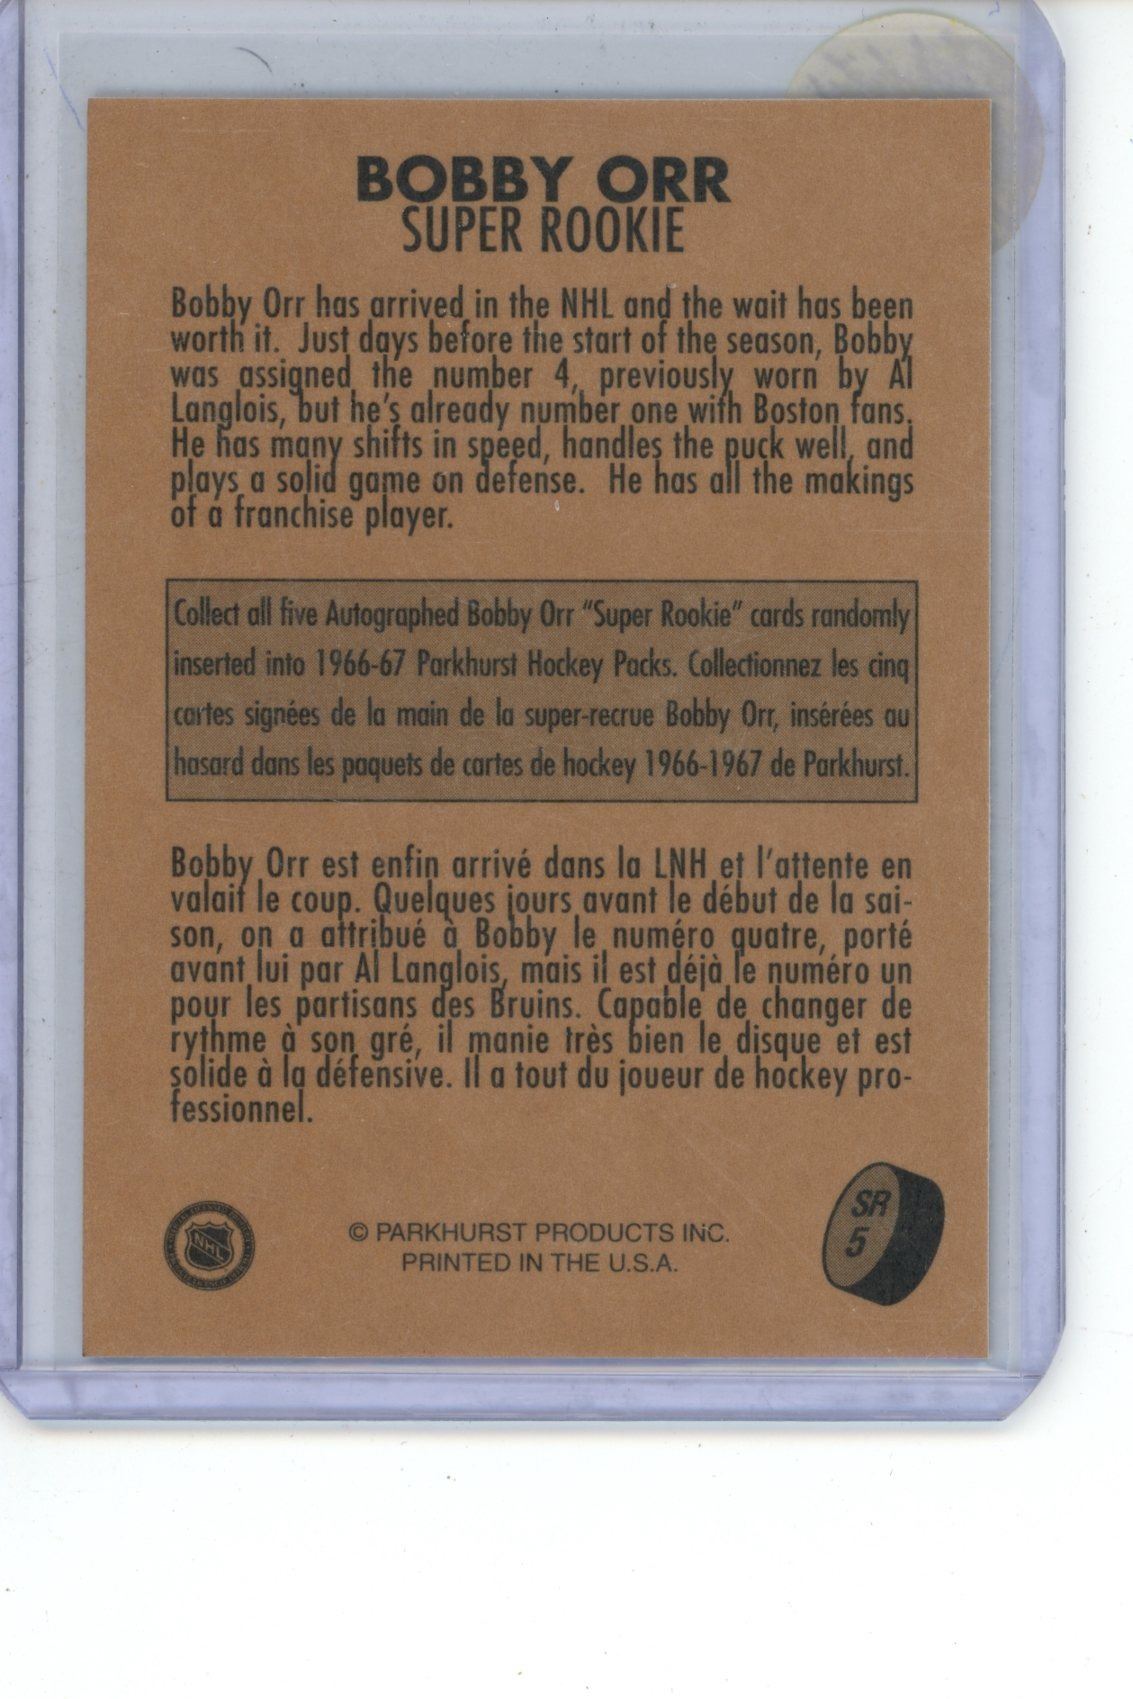 BOBBY ORR
SUPER ROOKIE
Bobby Orr has arrived in the NHL and the wait has been
worth it. Just days before the start of the season, Bobby
was assigned the number 4, previously worn by Al
Langlois, but he's already number one with Boston fans.
He has many shifts in speed, handles the puck well, and
plays a solid game on defense. He has all the makings
of a franchise player.
Collect all five Autographed Bobby Orr "Super Rookie" cards randomly
inserted into 1966-67 Parkhurst Hockey Packs. Collectionnez les cinq
cartes signées de la main de la super-recrue Bobby Orr, insérées au
hasard dans les paquets de cartes de hockey 1966-1967 de Parkhurst.
Bobby Orr est enfin arrivé dans la LNH et l'attente en
valait le coup. Quelques jours avant le début de la sai-
son, on a attribué à Bobby le numéro quatre, porté
avant lui par Al Langlois, mais il est déjà le numéro un
pour les partisans des Bruins. Capable de changer de
rythme à son gré, il manie très bien le disque et est
solide à la défensive. Il a tout du joueur de hockey pro-
fessionnel.
NHL
© PARKHURST PRODUCTS INC.
PRINTED IN THE U.S.A.
SR
5